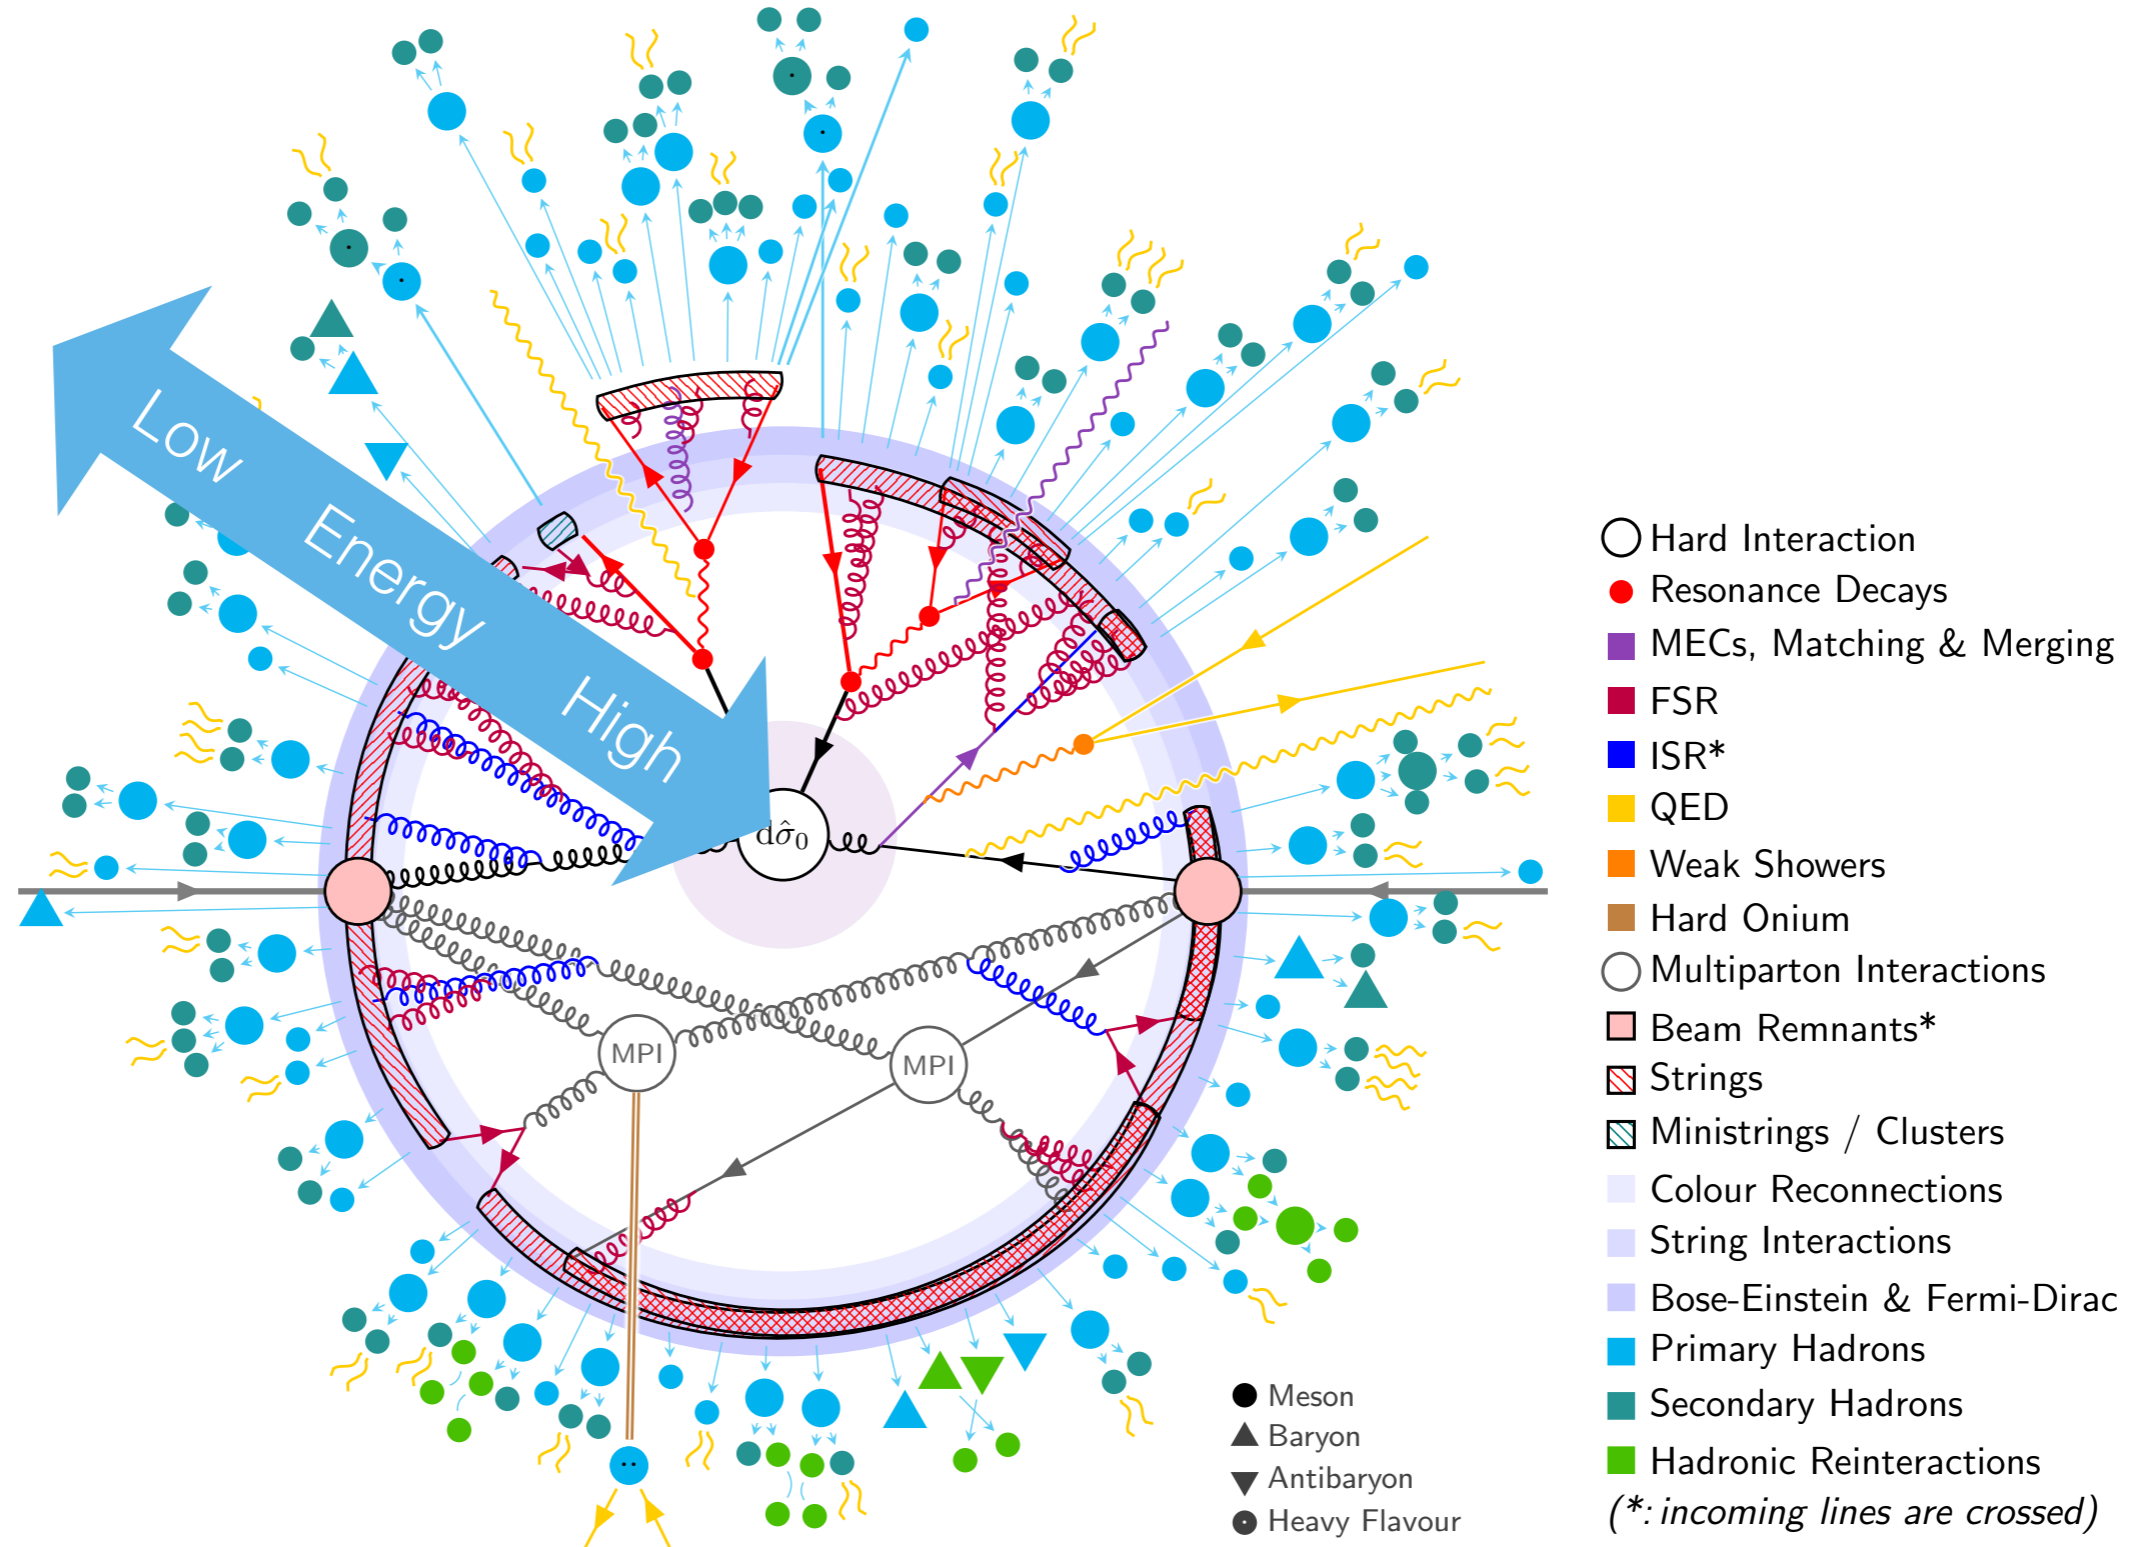 Low Energy High
dσ̂₀
MPI
MPI
Hard Interaction
Resonance Decays
MECs, Matching & Merging
FSR
ISR*
QED
Weak Showers
Hard Onium
Multiparton Interactions
Beam Remnants*
Strings
Ministrings / Clusters
Colour Reconnections
String Interactions
Bose-Einstein & Fermi-Dirac
Primary Hadrons
Secondary Hadrons
Hadronic Reinteractions
(*: incoming lines are crossed)
Meson
Baryon
Antibaryon
Heavy Flavour